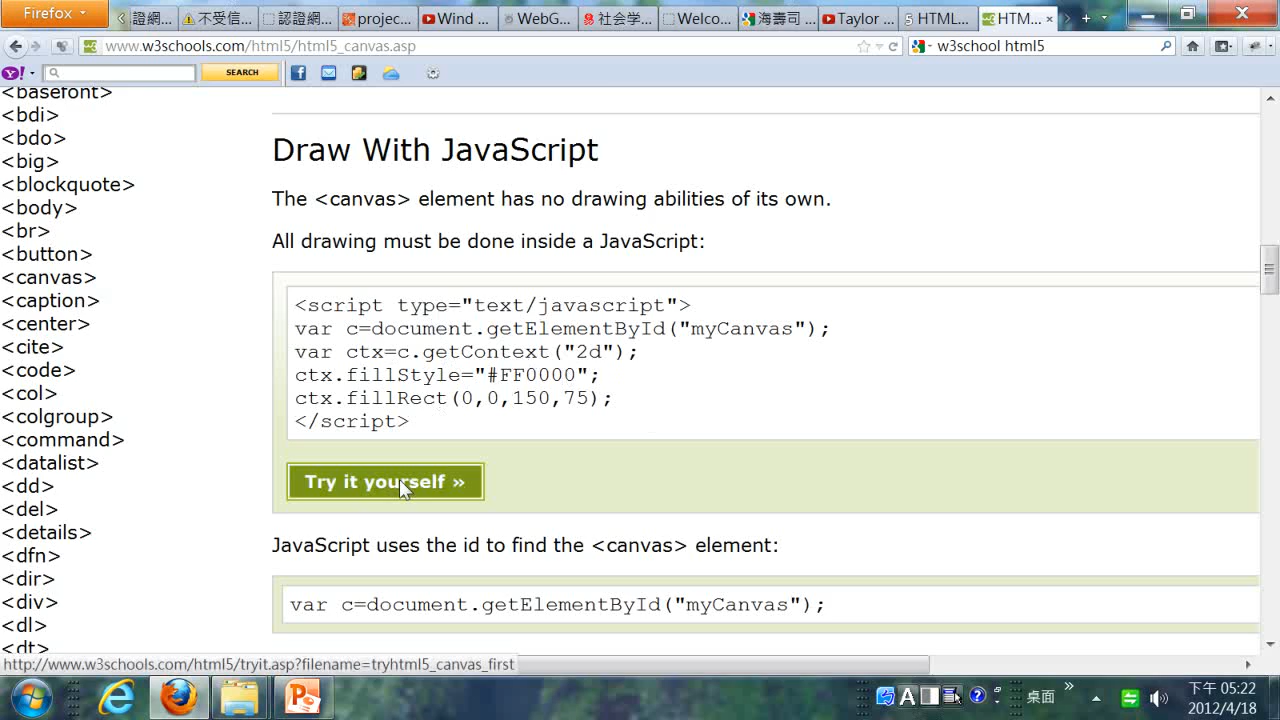 Firefox
證網...
不受信...
認證網...
projec...
Wind ...
WebG...
社会学...
Welco...
海壽司 ...
Taylor ...
HTML...
HTM...
www.w3schools.com/html5/html5_canvas.asp
w3school html5
Y!
SEARCH
<basefont>
<bdi>
<bdo>
<big>
<blockquote>
<body>
<br>
<button>
<canvas>
<caption>
<center>
<cite>
<code>
<col>
<colgroup>
<command>
<datalist>
<dd>
<del>
<details>
<dfn>
<dir>
<div>
<dl>
<dt>
Draw With JavaScript
The <canvas> element has no drawing abilities of its own.
All drawing must be done inside a JavaScript:
<script type="text/javascript">
var c=document.getElementById("myCanvas");
var ctx=c.getContext("2d");
ctx.fillStyle="#FF0000";
ctx.fillRect(0,0,150,75);
</script>
Try it yourself »
JavaScript uses the id to find the <canvas> element:
var c=document.getElementById("myCanvas");
http://www.w3schools.com/html5/tryit.asp?filename=tryhtml5_canvas_first
A
桌面
»
下午 05:22
2012/4/18